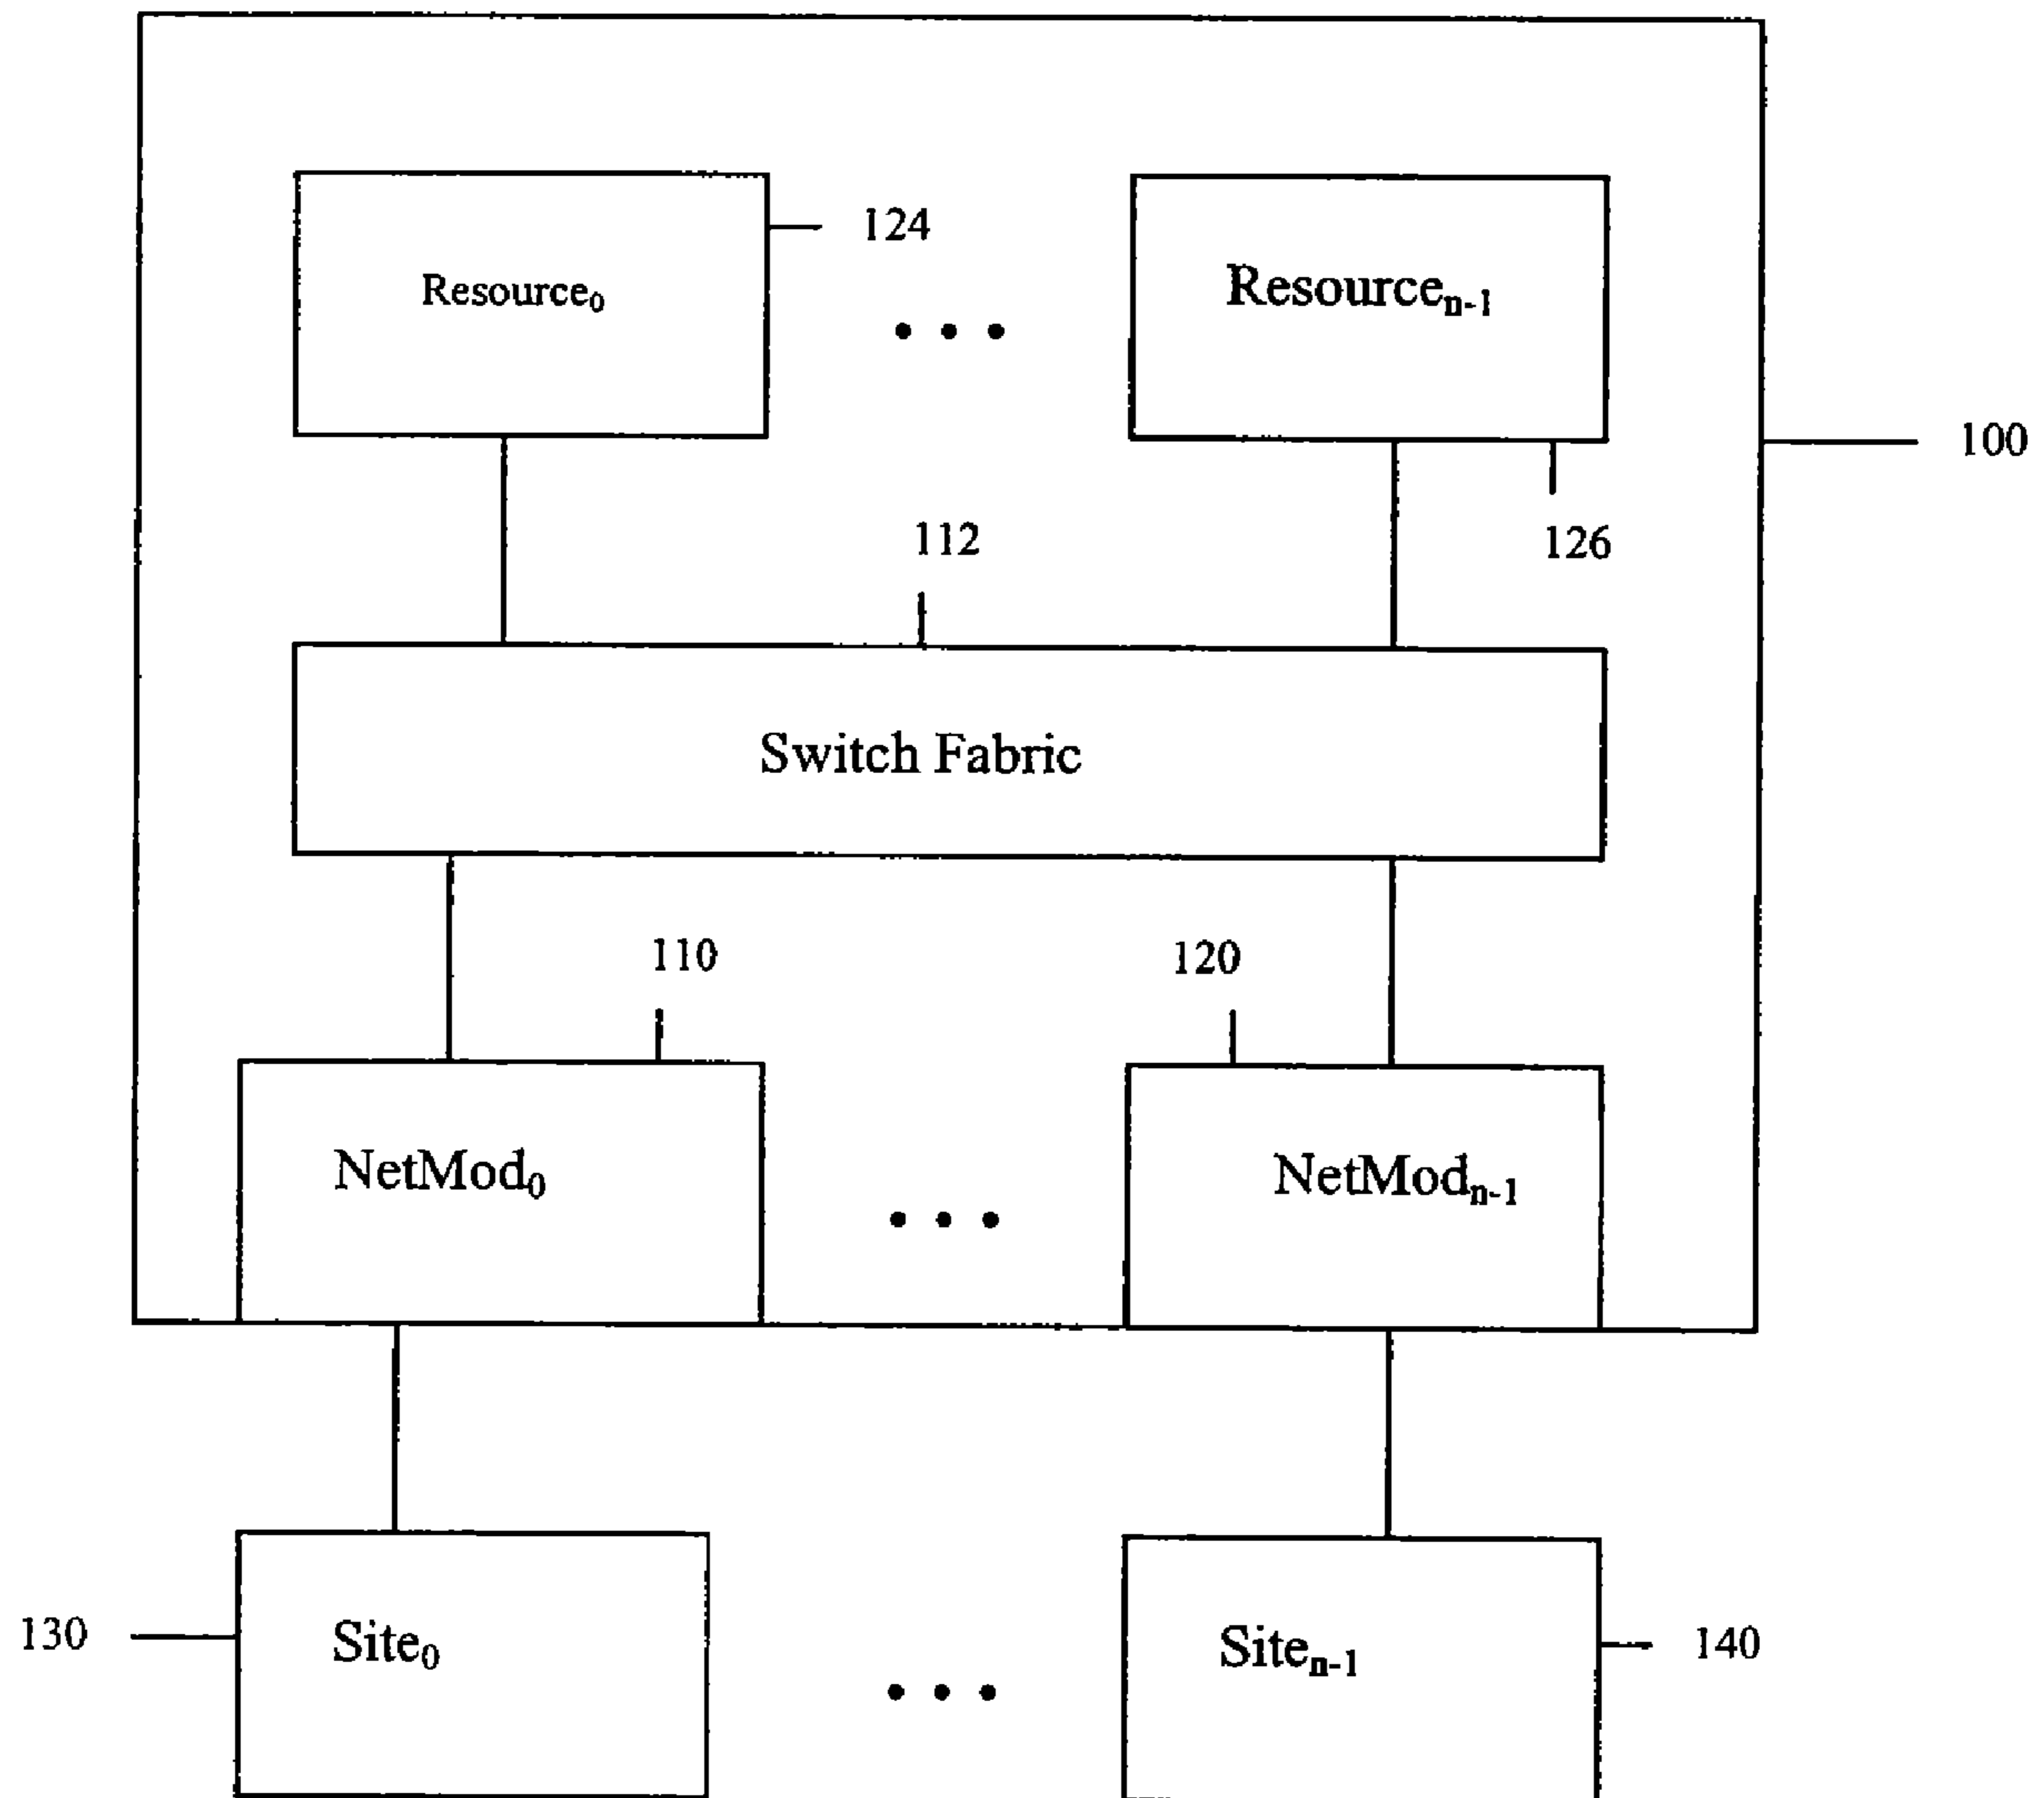 124
Resource₀
Resourceₙ₋₁
100
112
126
Switch Fabric
110
120
NetMod₀
NetModₙ₋₁
130
Site₀
Siteₙ₋₁
140